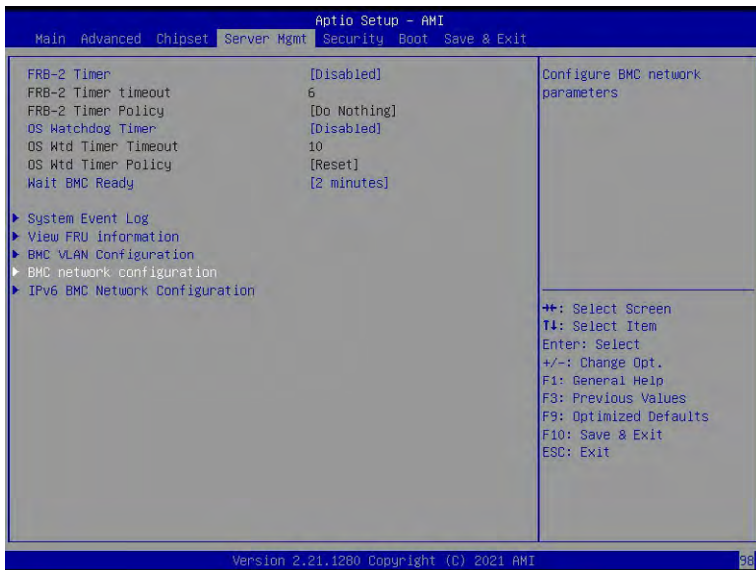 Aptio Setup - AMI
Main Advanced Chipset Server Mgmt Security Boot Save & Exit
FRB-2 Timer [Disabled]
FRB-2 Timer timeout 6
FRB-2 Timer Policy [Do Nothing]
OS Watchdog Timer [Disabled]
OS Wtd Timer Timeout 10
OS Wtd Timer Policy [Reset]
Wait BMC Ready [2 minutes]
System Event Log
View FRU information
BMC VLAN Configuration
BMC network configuration
IPv6 BMC Network Configuration
Configure BMC network
parameters
→←: Select Screen
↑↓: Select Item
Enter: Select
+/-: Change Opt.
F1: General Help
F3: Previous Values
F9: Optimized Defaults
F10: Save & Exit
ESC: Exit
Version 2.21.1280 Copyright (C) 2021 AMI
98